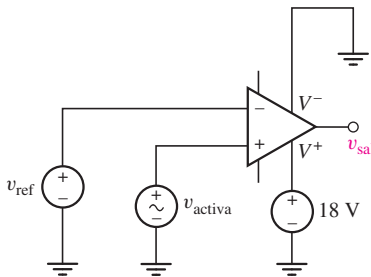 V⁻
−
+
V⁺
v_sa
v_ref
+
−
+
−
v_activa
+
−
18 V